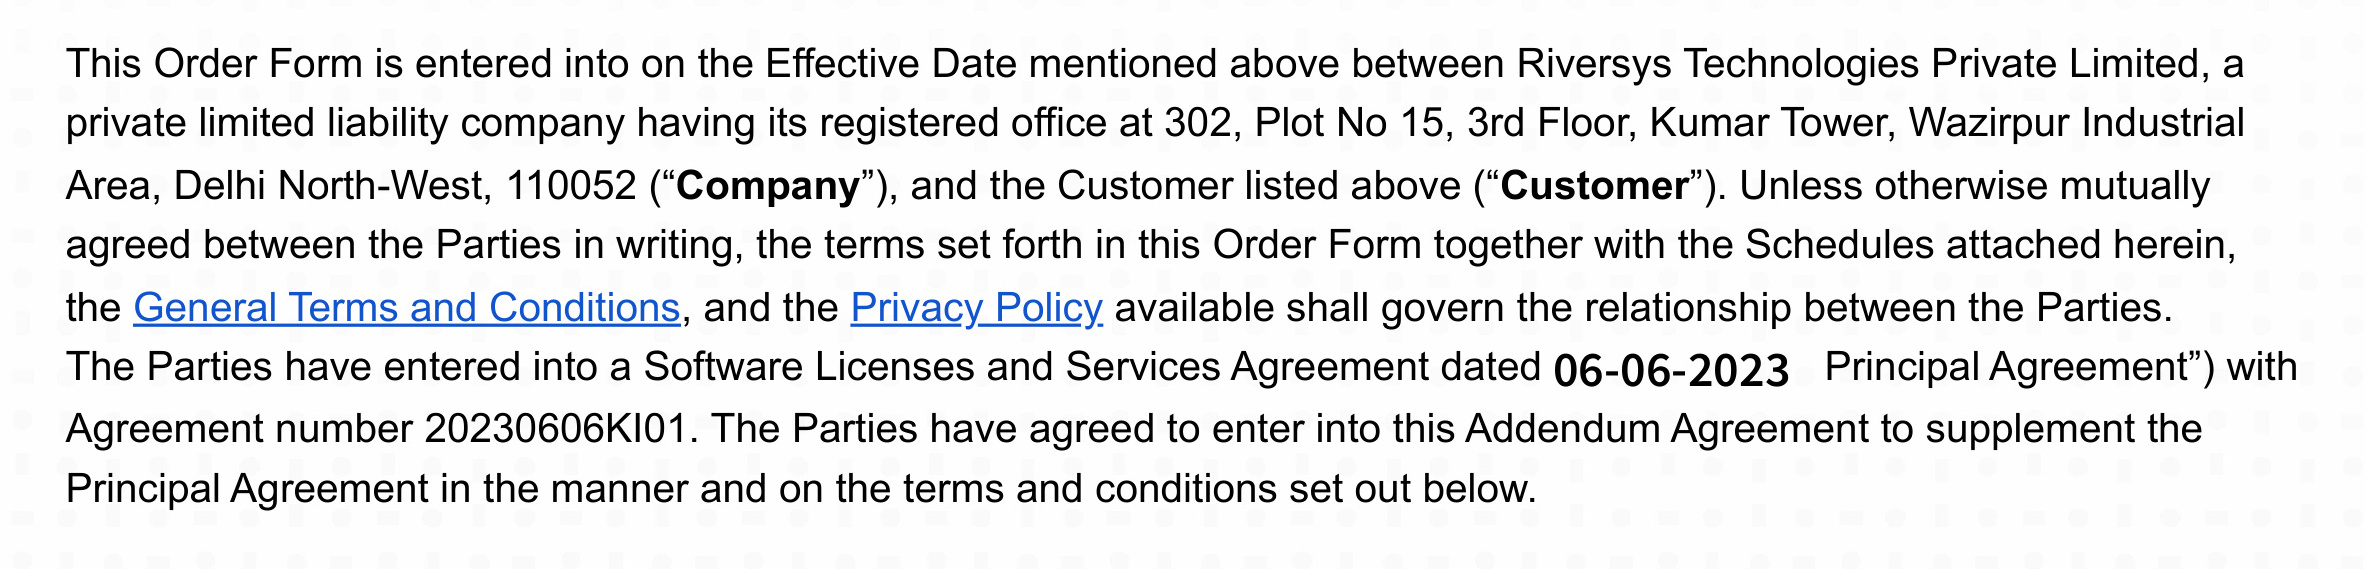 This Order Form is entered into on the Effective Date mentioned above between Riversys Technologies Private Limited, a
private limited liability company having its registered office at 302, Plot No 15, 3rd Floor, Kumar Tower, Wazirpur Industrial
Area, Delhi North-West, 110052 (“Company”), and the Customer listed above (“Customer”). Unless otherwise mutually
agreed between the Parties in writing, the terms set forth in this Order Form together with the Schedules attached herein,
the General Terms and Conditions, and the Privacy Policy available shall govern the relationship between the Parties.
The Parties have entered into a Software Licenses and Services Agreement dated 06-06-2023 Principal Agreement”) with
Agreement number 20230606KI01. The Parties have agreed to enter into this Addendum Agreement to supplement the
Principal Agreement in the manner and on the terms and conditions set out below.